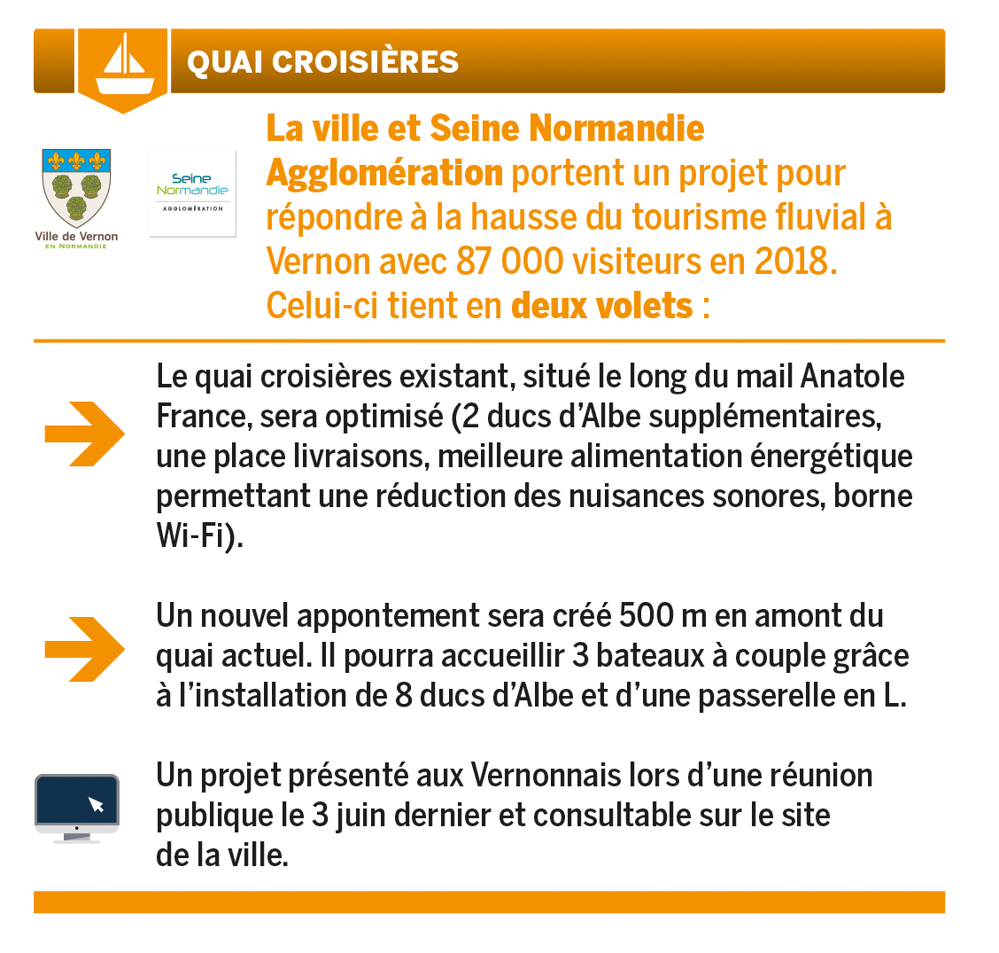 QUAI CROISIÈRES
La ville et Seine Normandie
Agglomération portent un projet pour
répondre à la hausse du tourisme fluvial à
Vernon avec 87 000 visiteurs en 2018.
Celui-ci tient en deux volets :
Ville de Vernon
EN NORMANDIE
Seine
Normandie
AGGLOMÉRATION
Le quai croisières existant, situé le long du mail Anatole
France, sera optimisé (2 ducs d’Albe supplémentaires,
une place livraisons, meilleure alimentation énergétique
permettant une réduction des nuisances sonores, borne
Wi-Fi).
Un nouvel appontement sera créé 500 m en amont du
quai actuel. Il pourra accueillir 3 bateaux à couple grâce
à l’installation de 8 ducs d’Albe et d’une passerelle en L.
Un projet présenté aux Vernonnais lors d’une réunion
publique le 3 juin dernier et consultable sur le site
de la ville.